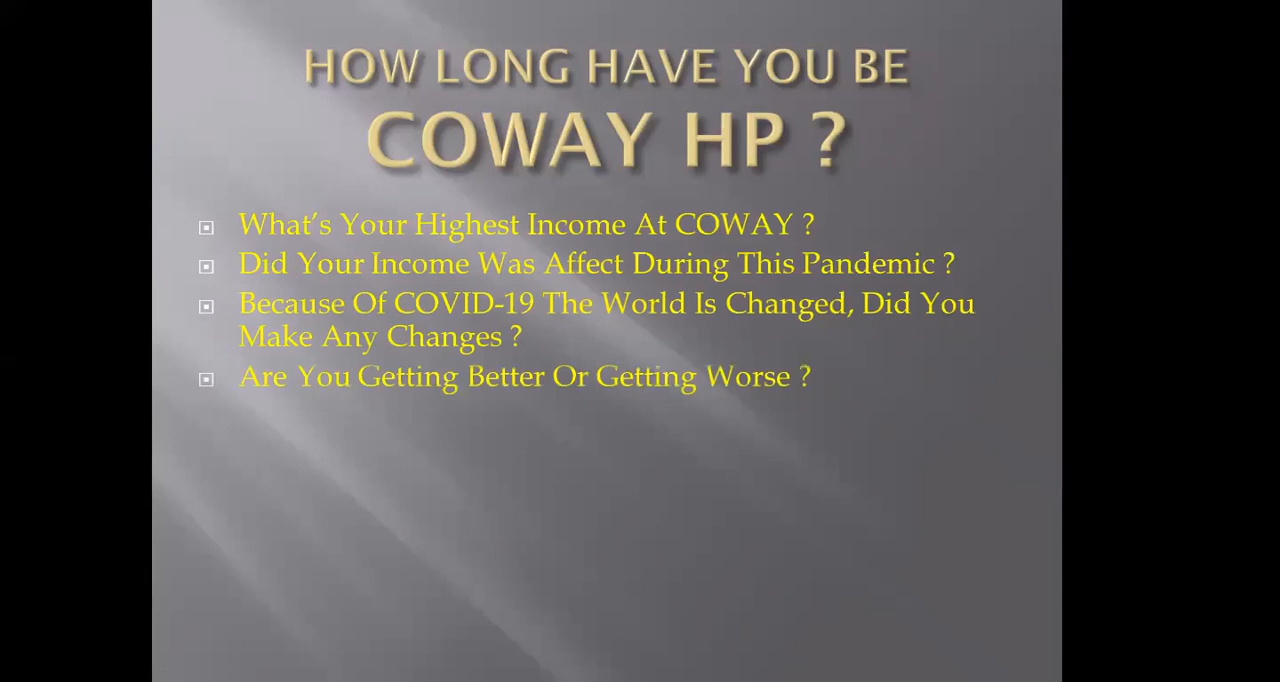 HOW LONG HAVE YOU BE
COWAY HP ?
What's Your Highest Income At COWAY ?
Did Your Income Was Affect During This Pandemic ?
Because Of COVID-19 The World Is Changed, Did You
Make Any Changes ?
Are You Getting Better Or Getting Worse ?